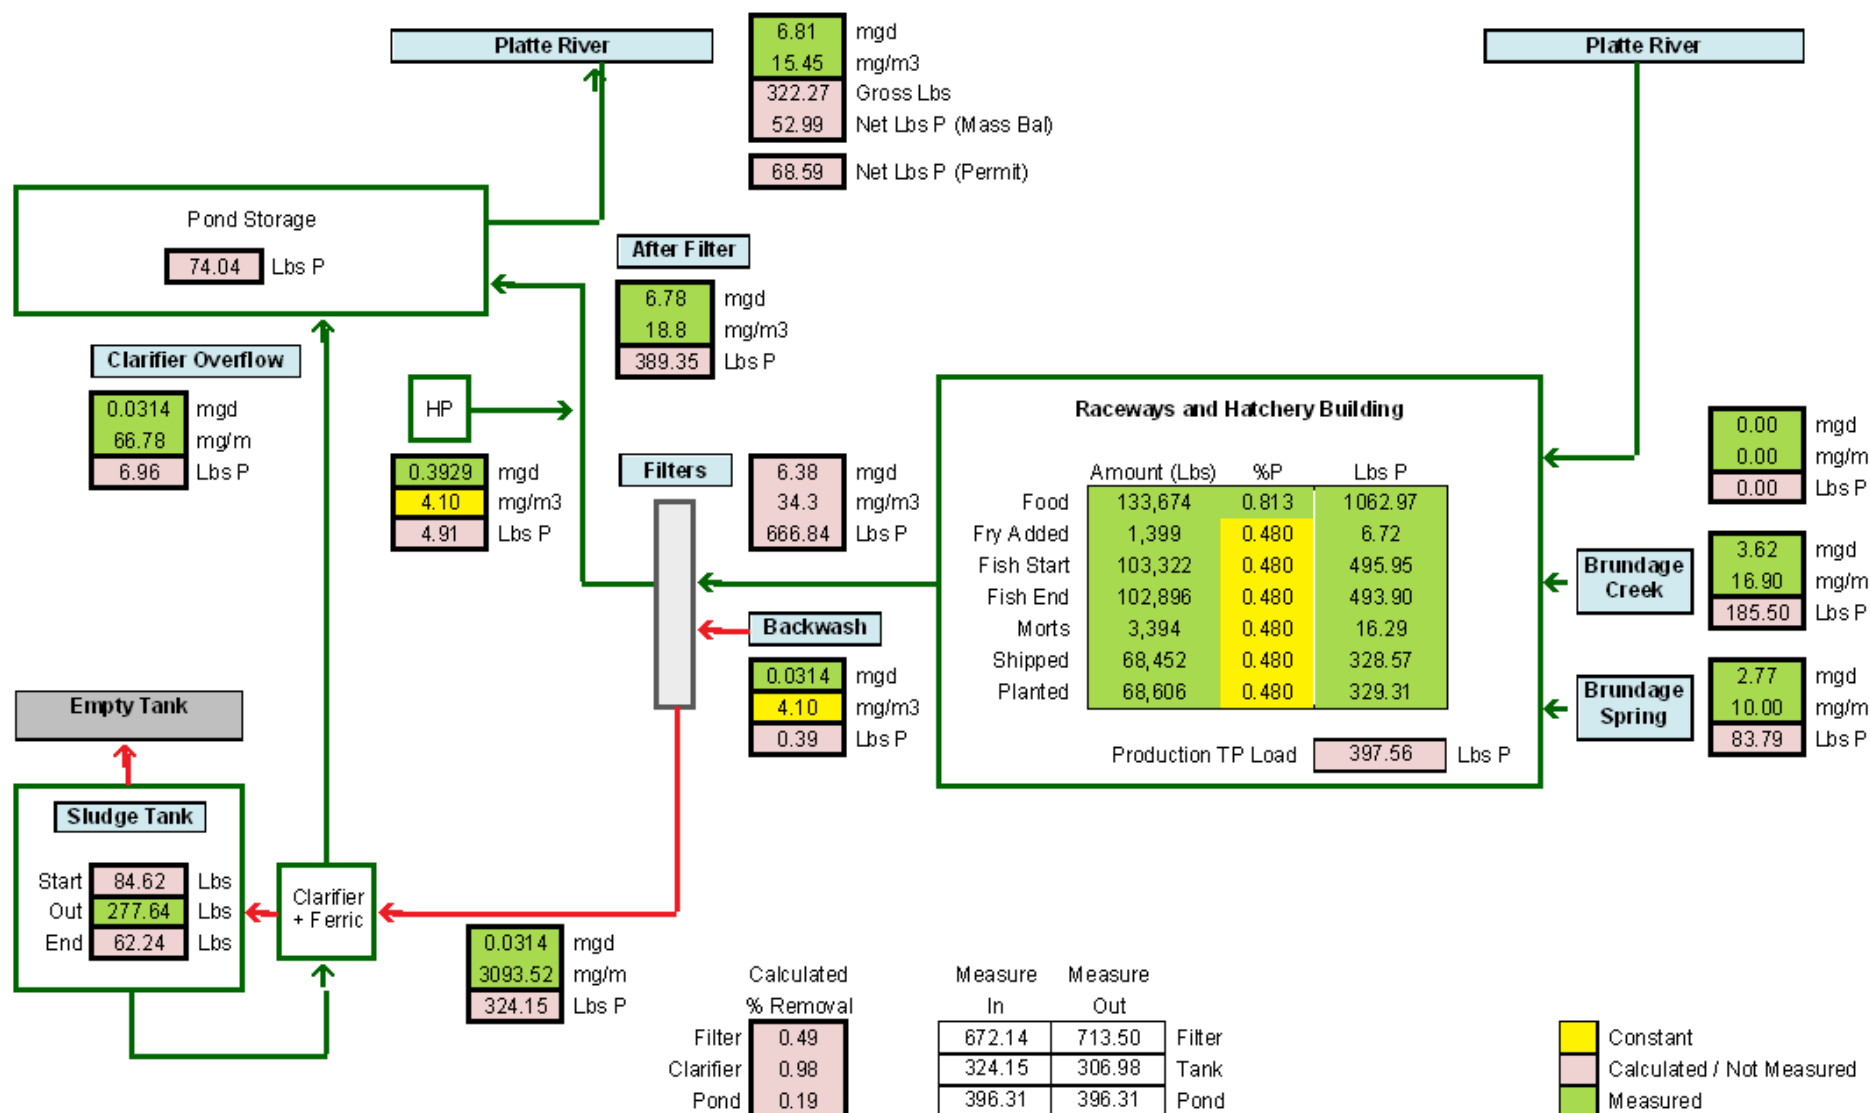 Platte River
6.81 mgd
15.45 mg/m3
322.27 Gross Lbs
52.99 Net Lbs P (Mass Bal)
68.59 Net Lbs P (Permit)
Platte River
Pond Storage
74.04 Lbs P
After Filter
6.78 mgd
18.8 mg/m3
389.35 Lbs P
Clarifier Overflow
0.0314 mgd
66.78 mg/m
6.96 Lbs P
HP
0.3929 mgd
4.10 mg/m3
4.91 Lbs P
Filters
6.38 mgd
34.3 mg/m3
666.84 Lbs P
Backwash
0.0314 mgd
4.10 mg/m3
0.39 Lbs P
Raceways and Hatchery Building
Amount (Lbs) %P Lbs P
Food 133,674 0.813 1062.97
Fry Added 1,399 0.480 6.72
Fish Start 103,322 0.480 495.95
Fish End 102,896 0.480 493.90
Morts 3,394 0.480 16.29
Shipped 68,452 0.480 328.57
Planted 68,606 0.480 329.31
Production TP Load 397.56 Lbs P
0.00 mgd
0.00 mg/m
0.00 Lbs P
Brundage
Creek
3.62 mgd
16.90 mg/m
185.50 Lbs P
Brundage
Spring
2.77 mgd
10.00 mg/m
83.79 Lbs P
Empty Tank
Sludge Tank
Start 84.62 Lbs
Out 277.64 Lbs
End 62.24 Lbs
Clarifier
+ Ferric
0.0314 mgd
3093.52 mg/m
324.15 Lbs P
Calculated
% Removal
Filter 0.49
Clarifier 0.98
Pond 0.19
Measure Measure
In Out
672.14 713.50 Filter
324.15 306.98 Tank
396.31 396.31 Pond
Constant
Calculated / Not Measured
Measured